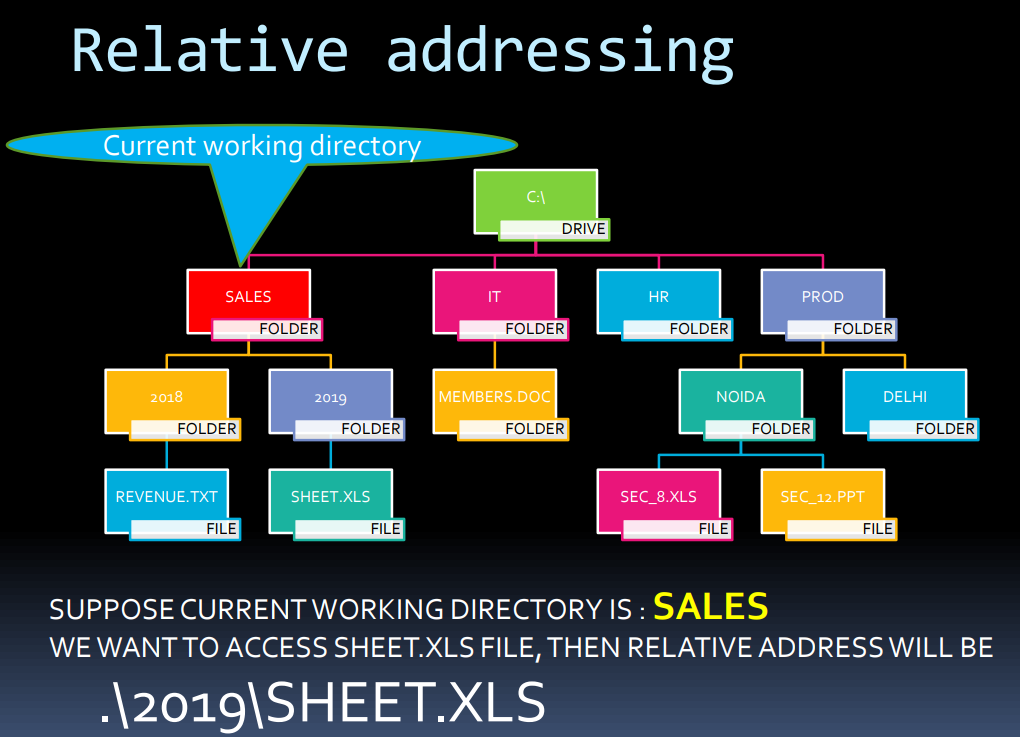 Relative addressing
Current working directory
C:\
DRIVE
SALES
FOLDER
IT
FOLDER
HR
FOLDER
PROD
FOLDER
2018
FOLDER
2019
FOLDER
MEMBERS.DOC
FOLDER
NOIDA
FOLDER
DELHI
FOLDER
REVENUE.TXT
FILE
SHEET.XLS
FILE
SEC_8.XLS
FILE
SEC_12.PPT
FILE
SUPPOSE CURRENT WORKING DIRECTORY IS : SALES
WE WANT TO ACCESS SHEET.XLS FILE, THEN RELATIVE ADDRESS WILL BE
.\2019\SHEET.XLS